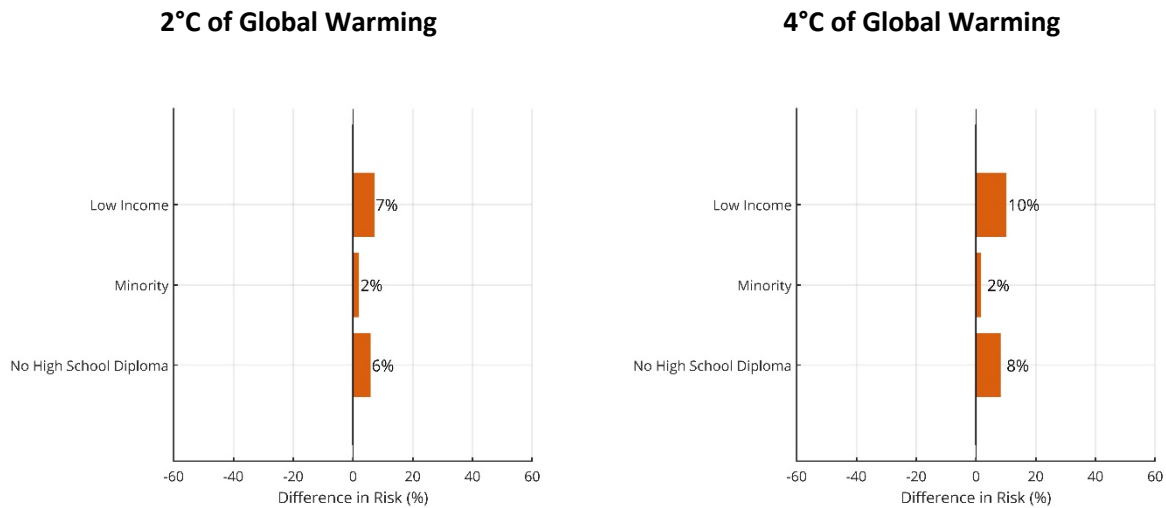 2°C of Global Warming
Low Income
7%
Minority
2%
No High School Diploma
6%
-60 -40 -20 0 20 40 60
Difference in Risk (%)
4°C of Global Warming
Low Income
10%
Minority
2%
No High School Diploma
8%
-60 -40 -20 0 20 40 60
Difference in Risk (%)